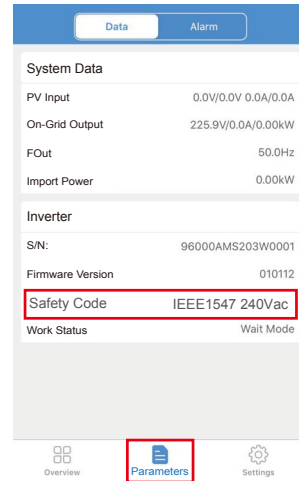 Data Alarm
System Data
PV Input 0.0V/0.0V 0.0A/0.0A
On-Grid Output 225.9V/0.0A/0.00kW
FOut 50.0Hz
Import Power 0.00kW
Inverter
S/N: 96000AMS203W0001
Firmware Version 010112
Safety Code IEEE1547 240Vac
Work Status Wait Mode
Overview Parameters Settings